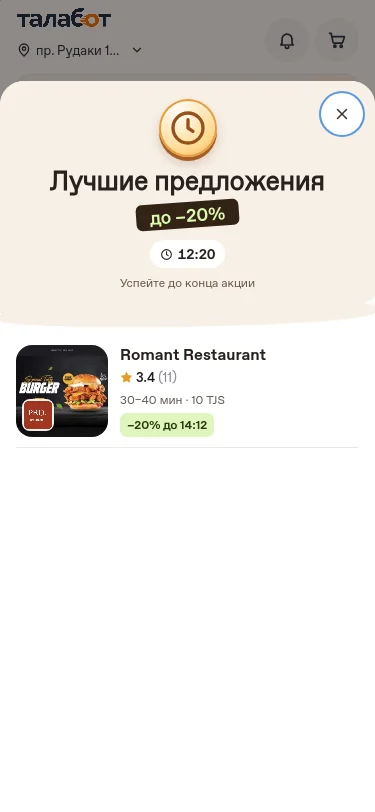 талабот
пр. Рудаки 1...
Лучшие предложения
до −20%
12:20
Успейте до конца акции
Romant Restaurant
3.4 (11)
30–40 мин · 10 TJS
−20% до 14:12
BURGER